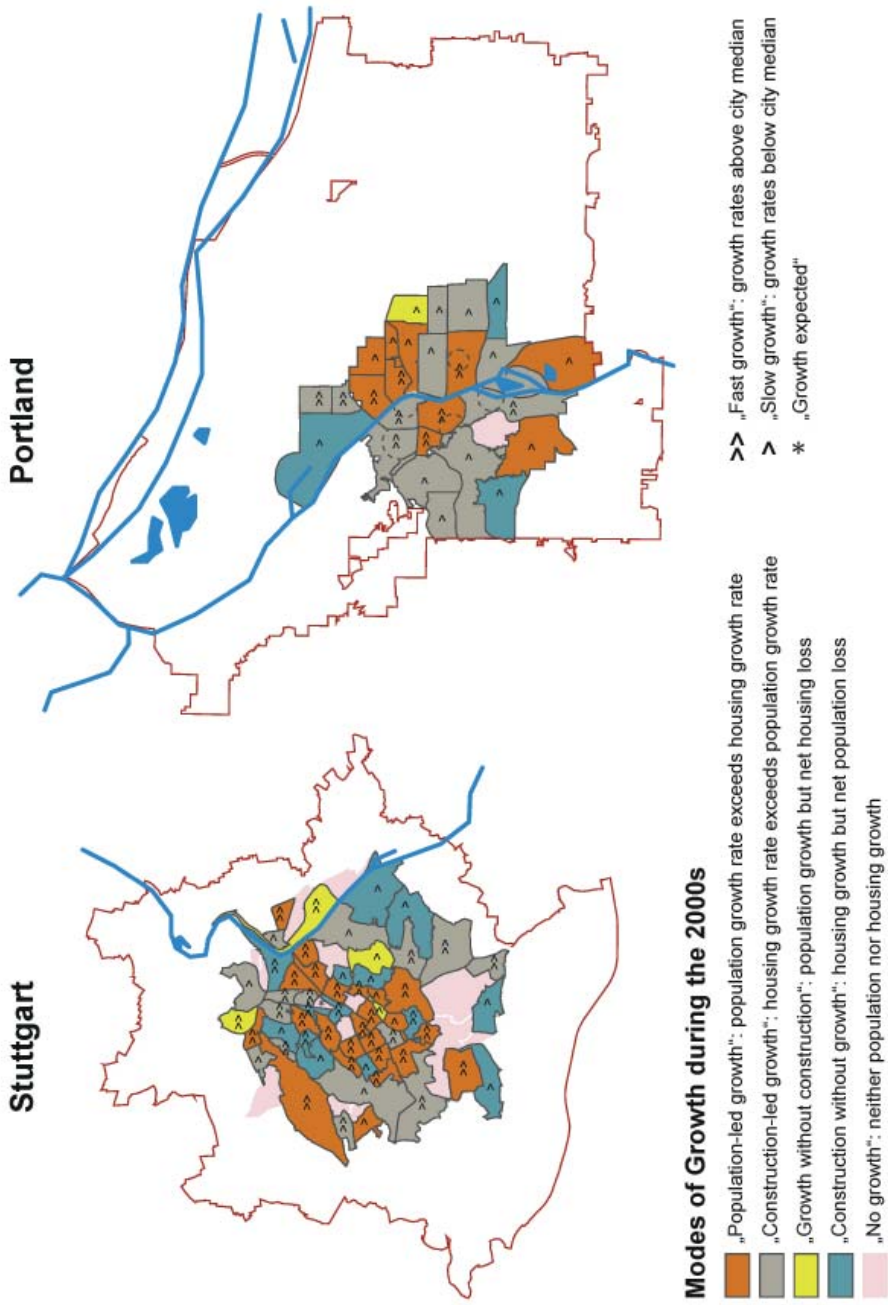 Stuttgart
Portland
Modes of Growth during the 2000s
„Population-led growth“: population growth rate exceeds housing growth rate
„Construction-led growth“: housing growth rate exceeds population growth rate
„Growth without construction“: population growth but net housing loss
„Construction without growth“: housing growth but net population loss
„No growth“: neither population nor housing growth
>> „Fast growth“: growth rates above city median
> „Slow growth“: growth rates below city median
* „Growth expected“